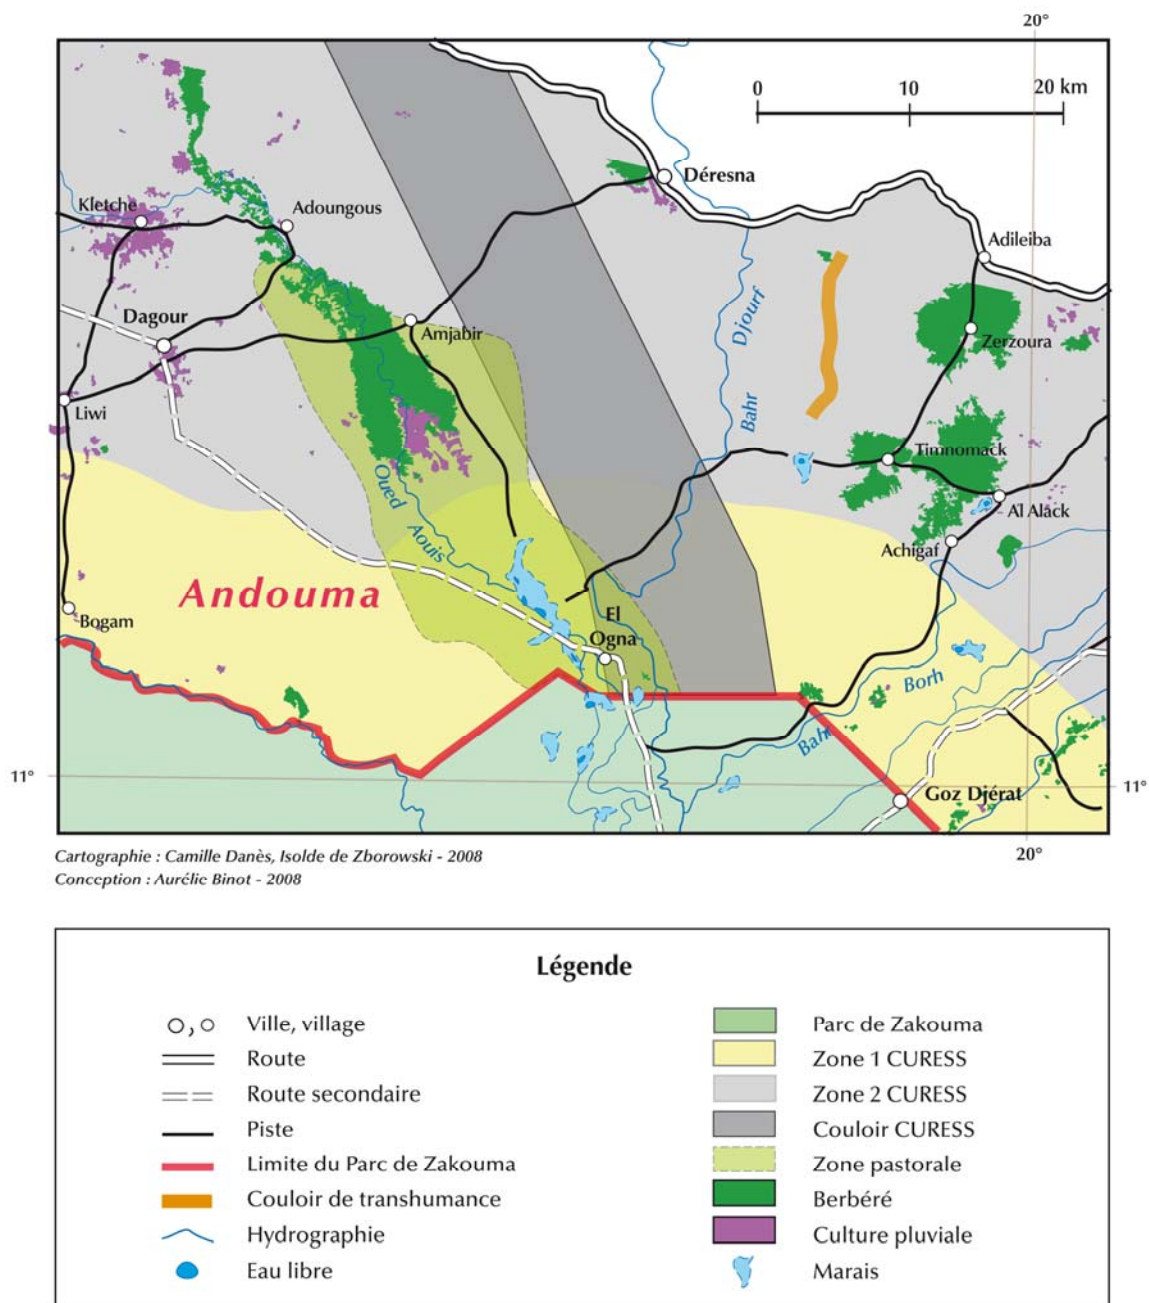 20°
0 10 20 km
Déresna
Kletche
Adoungous
Adileiba
Dagour
Amjabir
Djourf
Bahr
Zerzoura
Liwi
Timnomack
Oued
Aouis
Al Alack
Achigaf
Andouma
Bogam
El
Ogna
Borh
Bahr
11°
11°
Goz Djérat
20°
Cartographie : Camille Danès, Isolde de Zborowski - 2008
Conception : Aurélie Binot - 2008
Légende
Ville, village
Route
Route secondaire
Piste
Limite du Parc de Zakouma
Couloir de transhumance
Hydrographie
Eau libre
Parc de Zakouma
Zone 1 CURESS
Zone 2 CURESS
Couloir CURESS
Zone pastorale
Berbéré
Culture pluviale
Marais